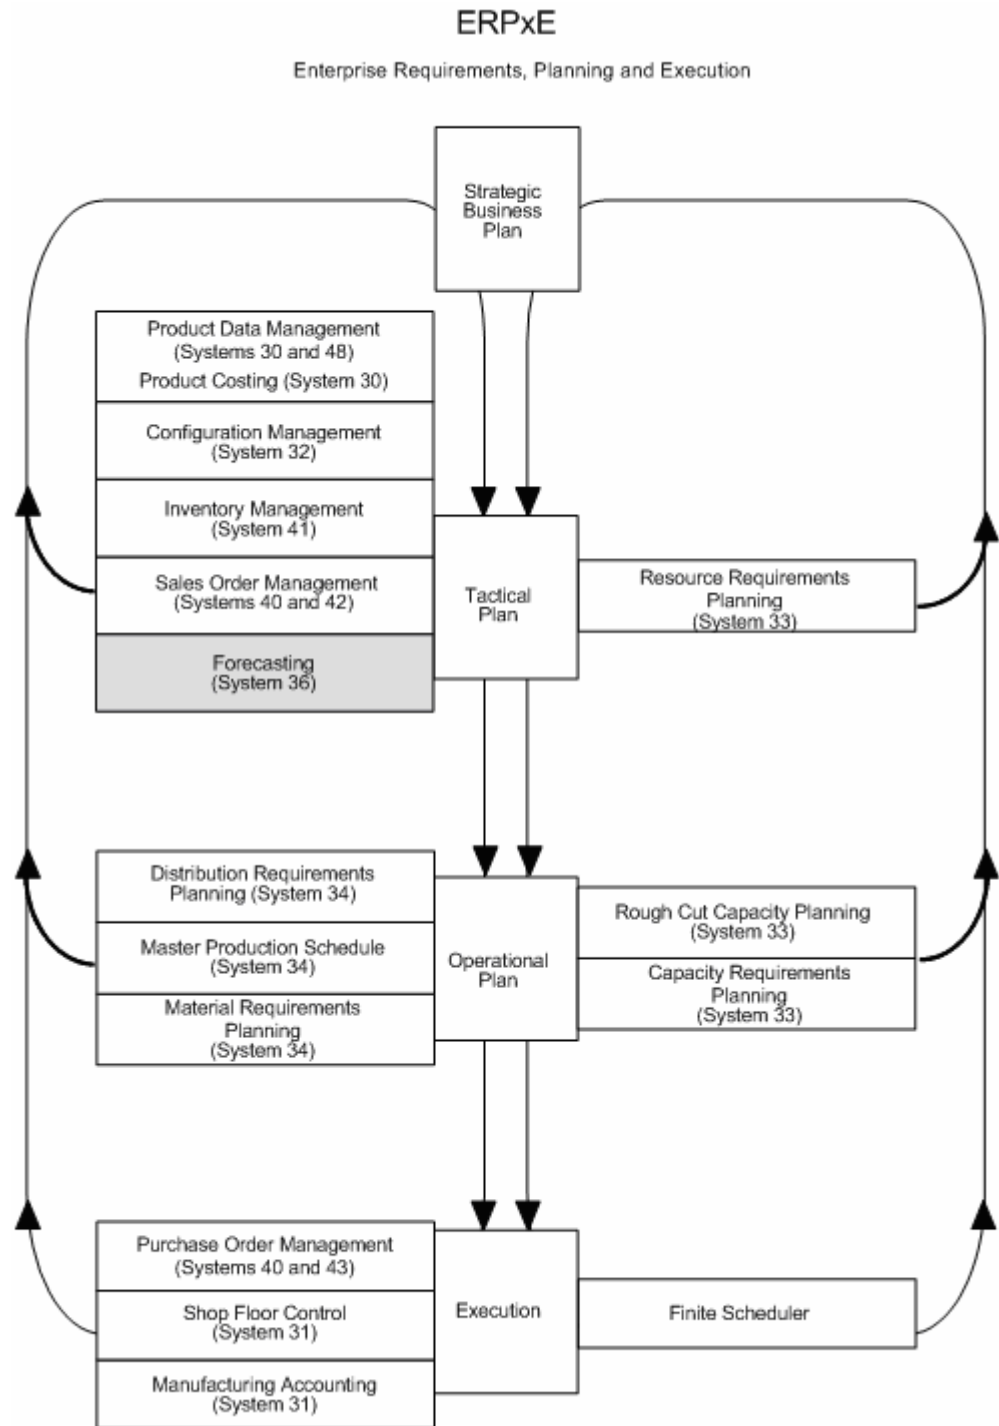 ERPxE
Enterprise Requirements, Planning and Execution
Strategic
Business
Plan
Product Data Management
(Systems 30 and 48)
Product Costing (System 30)
Configuration Management
(System 32)
Inventory Management
(System 41)
Sales Order Management
(Systems 40 and 42)
Forecasting
(System 36)
Tactical
Plan
Resource Requirements
Planning
(System 33)
Distribution Requirements
Planning (System 34)
Master Production Schedule
(System 34)
Material Requirements
Planning
(System 34)
Operational
Plan
Rough Cut Capacity Planning
(System 33)
Capacity Requirements
Planning
(System 33)
Purchase Order Management
(Systems 40 and 43)
Shop Floor Control
(System 31)
Manufacturing Accounting
(System 31)
Execution
Finite Scheduler